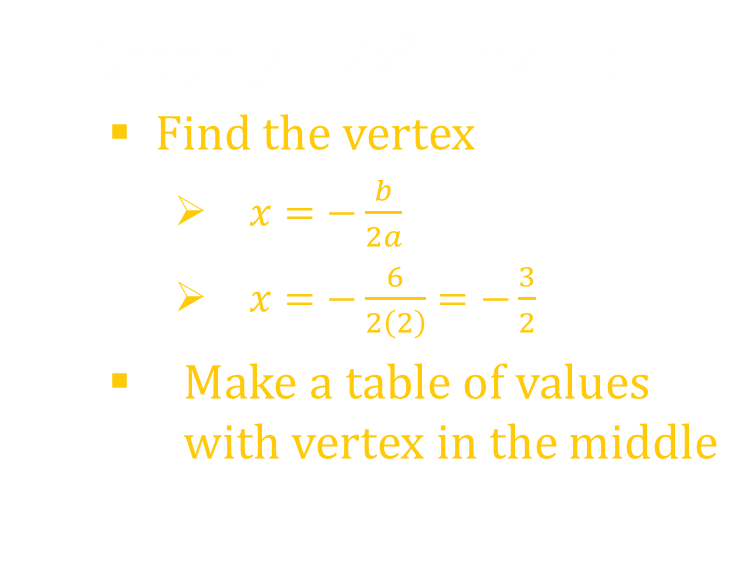 ▪ Find the vertex
➢ x = −b/2a
➢ x = −6/2(2) = −3/2
▪ Make a table of values
with vertex in the middle